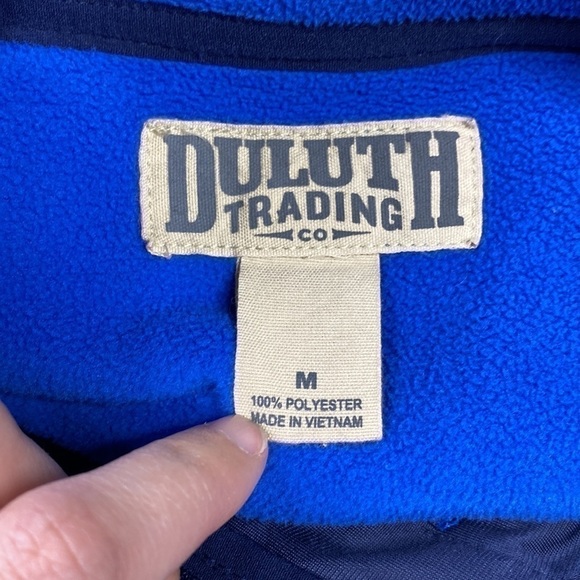 DULUTH
TRADING
CO
M
100% POLYESTER
MADE IN VIETNAM